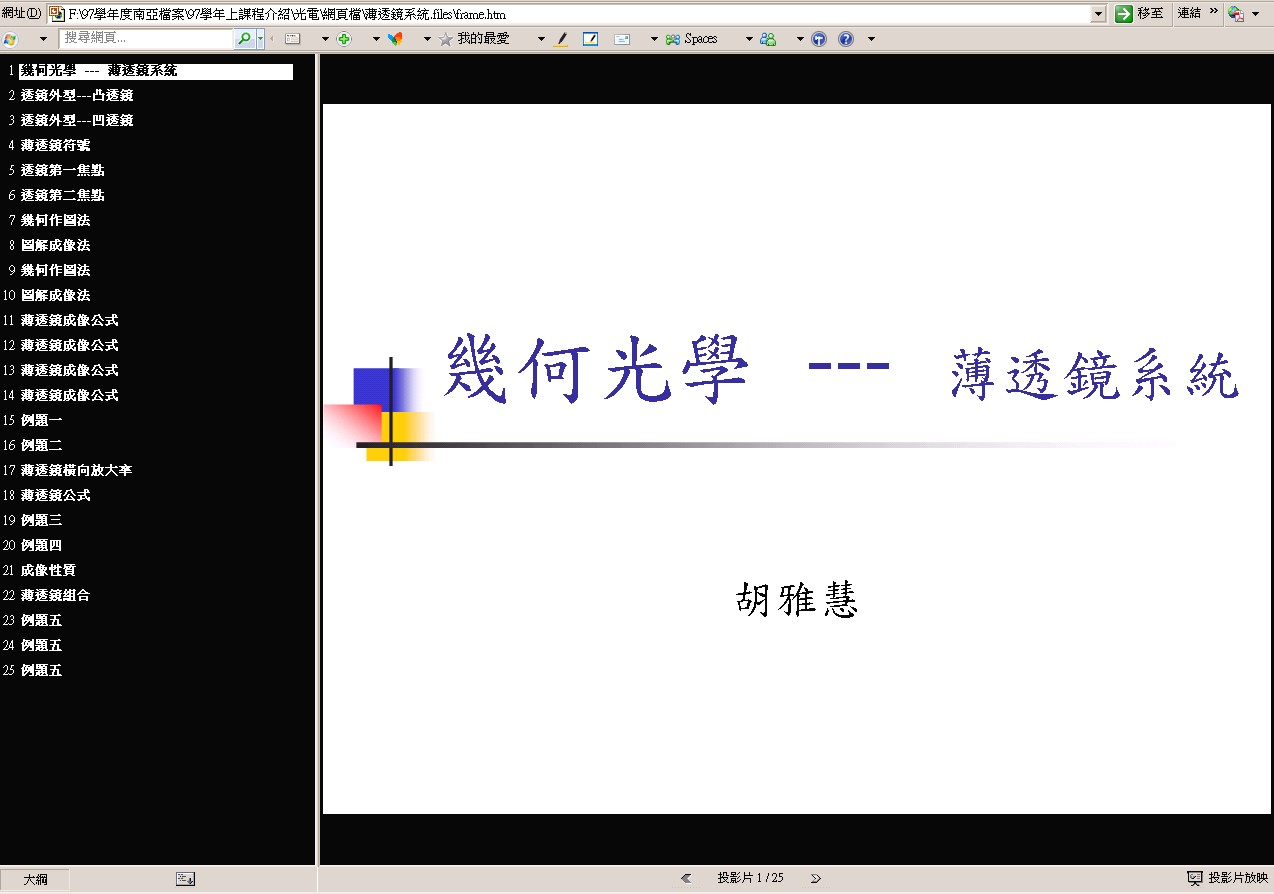 網址(D) F:\97學年度南亞檔案\97學年上課程介紹\光電\網頁檔\薄透鏡系統.files\frame.htm 移至 連結 »
搜尋網頁... 我的最愛 Spaces
1 幾何光學 --- 薄透鏡系統
2 透鏡外型---凸透鏡
3 透鏡外型---凹透鏡
4 薄透鏡符號
5 透鏡第一焦點
6 透鏡第二焦點
7 幾何作圖法
8 圖解成像法
9 幾何作圖法
10 圖解成像法
11 薄透鏡成像公式
12 薄透鏡成像公式
13 薄透鏡成像公式
14 薄透鏡成像公式
15 例題一
16 例題二
17 薄透鏡橫向放大率
18 薄透鏡公式
19 例題三
20 例題四
21 成像性質
22 薄透鏡組合
23 例題五
24 例題五
25 例題五
幾何光學 --- 薄透鏡系統
胡雅慧
大綱 投影片 1 / 25 投影片放映